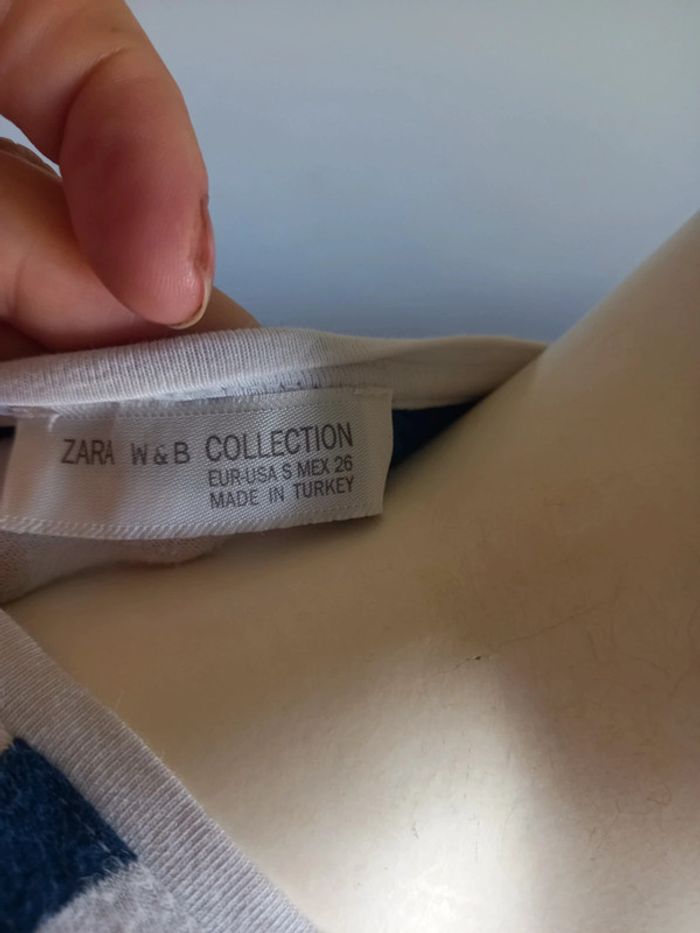 ZARA W & B COLLECTION
EUR-USA S MEX 26
MADE IN TURKEY